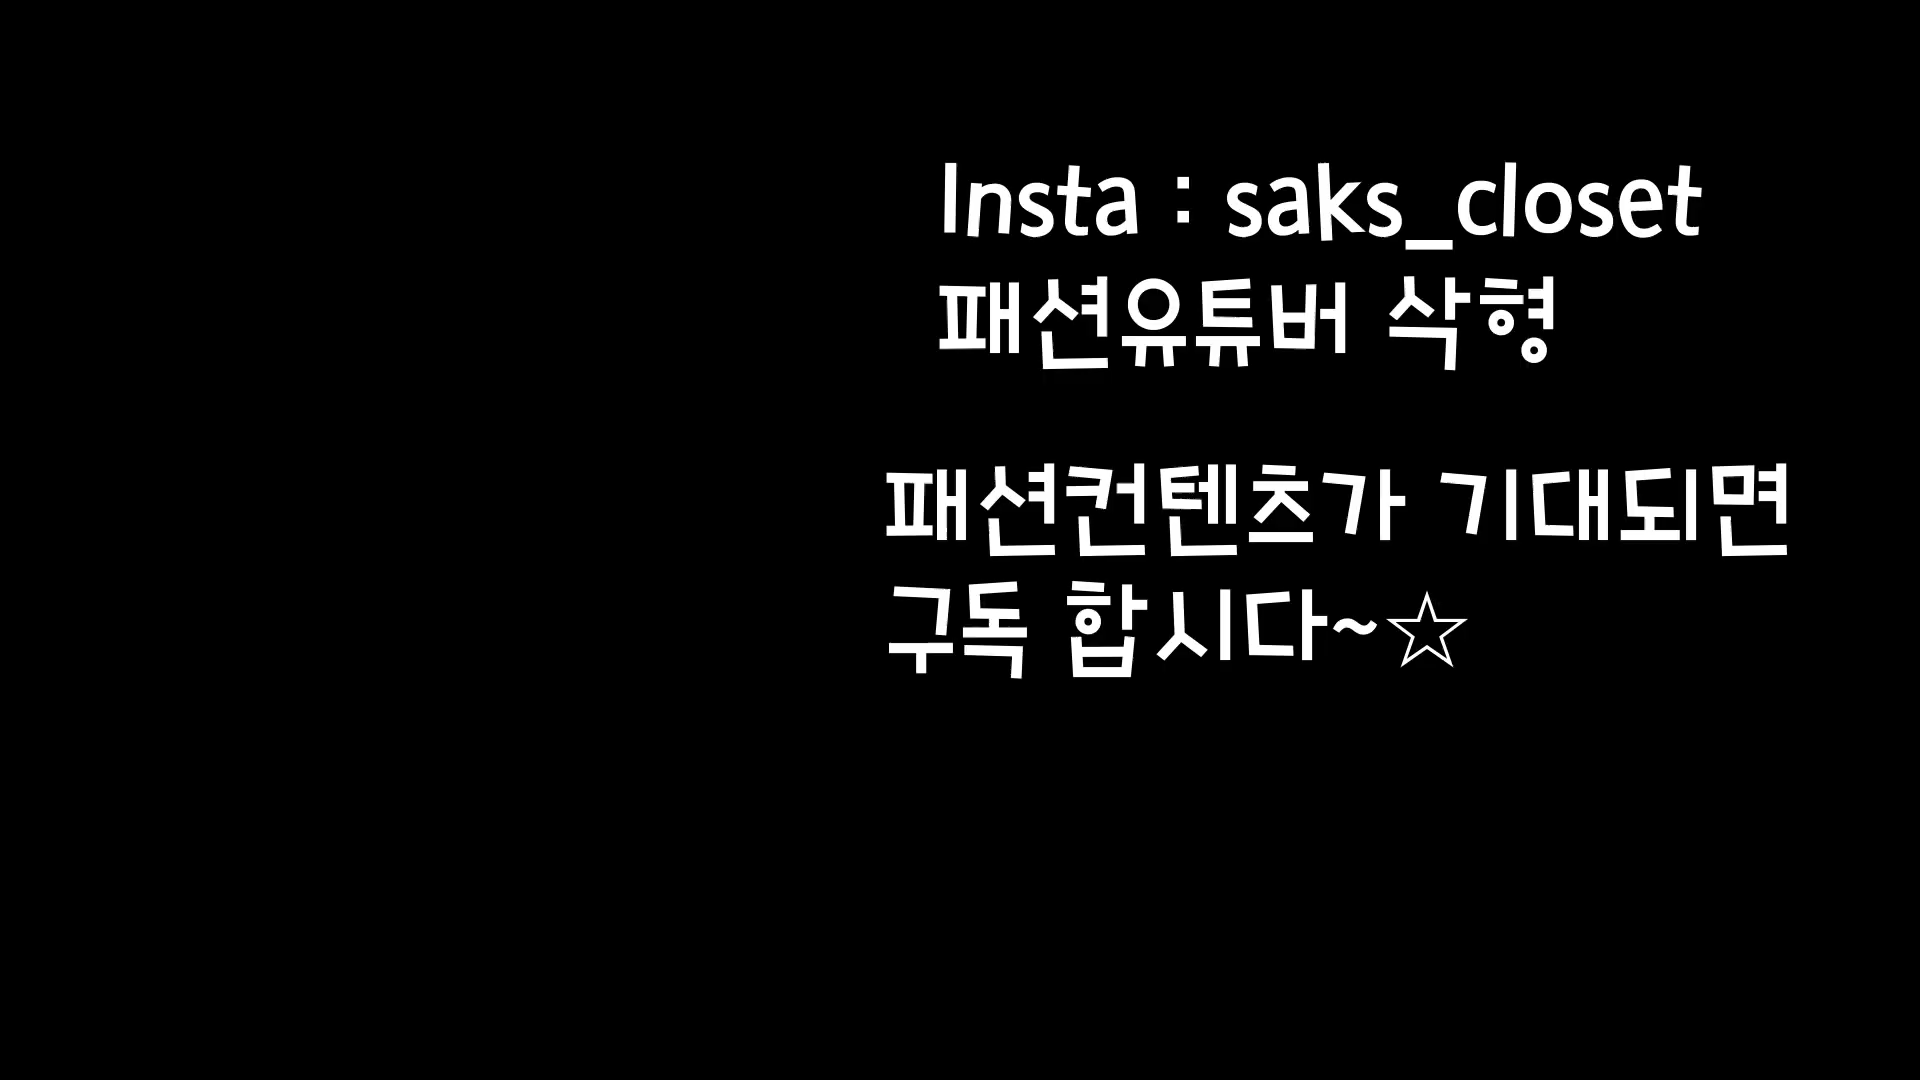 Insta : saks_closet
패션유튜버 삭형
패션컨텐츠가 기대되면
구독 합시다~☆